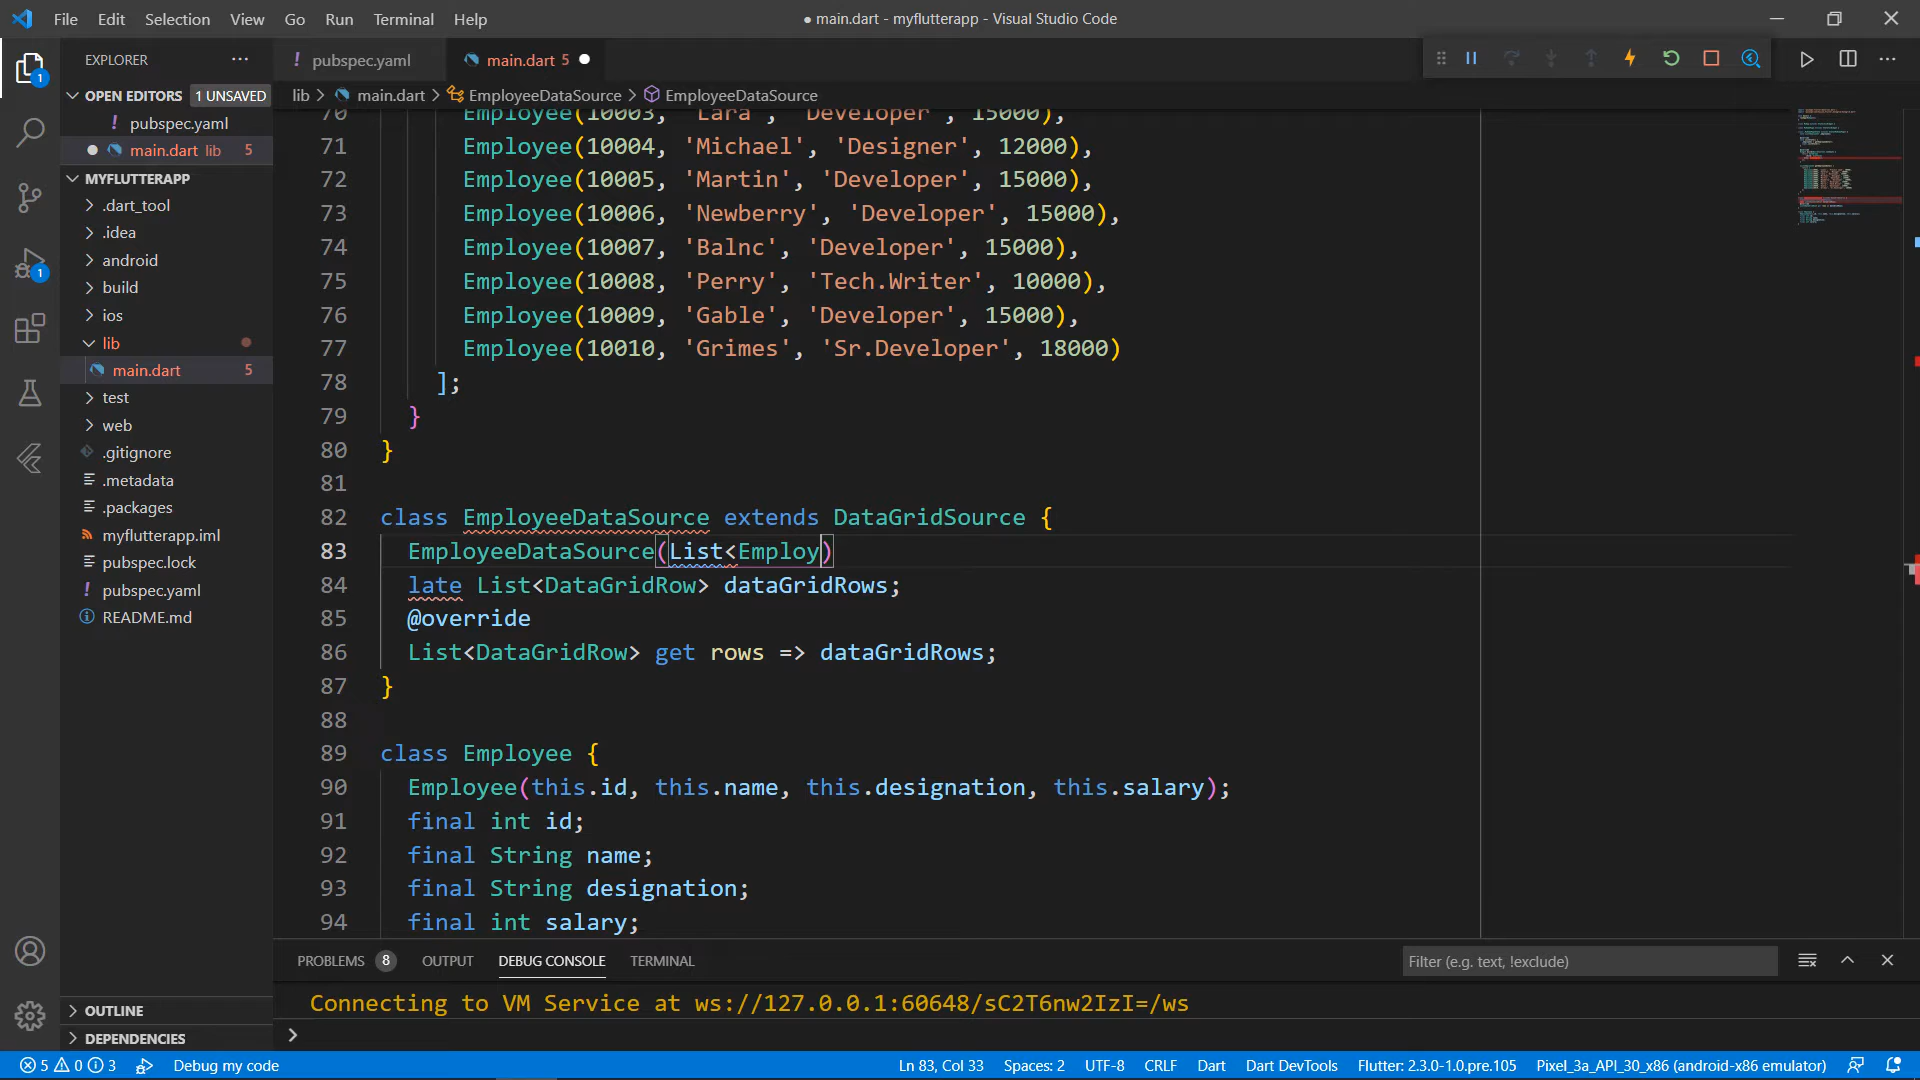 File Edit Selection View Go Run Terminal Help
● main.dart - myflutterapp - Visual Studio Code
EXPLORER
pubspec.yaml
main.dart 5
OPEN EDITORS 1 UNSAVED
lib > main.dart > EmployeeDataSource > EmployeeDataSource
pubspec.yaml
main.dart lib 5
MYFLUTTERAPP
.dart_tool
.idea
android
build
ios
lib
main.dart 5
test
web
.gitignore
.metadata
.packages
myflutterapp.iml
pubspec.lock
pubspec.yaml
README.md
OUTLINE
DEPENDENCIES
1
1
70 Employee(10003, 'Lara', 'Developer', 15000),
71 Employee(10004, 'Michael', 'Designer', 12000),
72 Employee(10005, 'Martin', 'Developer', 15000),
73 Employee(10006, 'Newberry', 'Developer', 15000),
74 Employee(10007, 'Balnc', 'Developer', 15000),
75 Employee(10008, 'Perry', 'Tech.Writer', 10000),
76 Employee(10009, 'Gable', 'Developer', 15000),
77 Employee(10010, 'Grimes', 'Sr.Developer', 18000)
78 ];
79 }
80 }
81
82 class EmployeeDataSource extends DataGridSource {
83 EmployeeDataSource(List<Employ)
84 late List<DataGridRow> dataGridRows;
85 @override
86 List<DataGridRow> get rows => dataGridRows;
87 }
88
89 class Employee {
90 Employee(this.id, this.name, this.designation, this.salary);
91 final int id;
92 final String name;
93 final String designation;
94 final int salary;
PROBLEMS 8 OUTPUT DEBUG CONSOLE TERMINAL
Filter (e.g. text, !exclude)
Connecting to VM Service at ws://127.0.0.1:60648/sC2T6nw2IzI=/ws
>
5 0 3 Debug my code
Ln 83, Col 33 Spaces: 2 UTF-8 CRLF Dart Dart DevTools Flutter: 2.3.0-1.0.pre.105 Pixel_3a_API_30_x86 (android-x86 emulator)